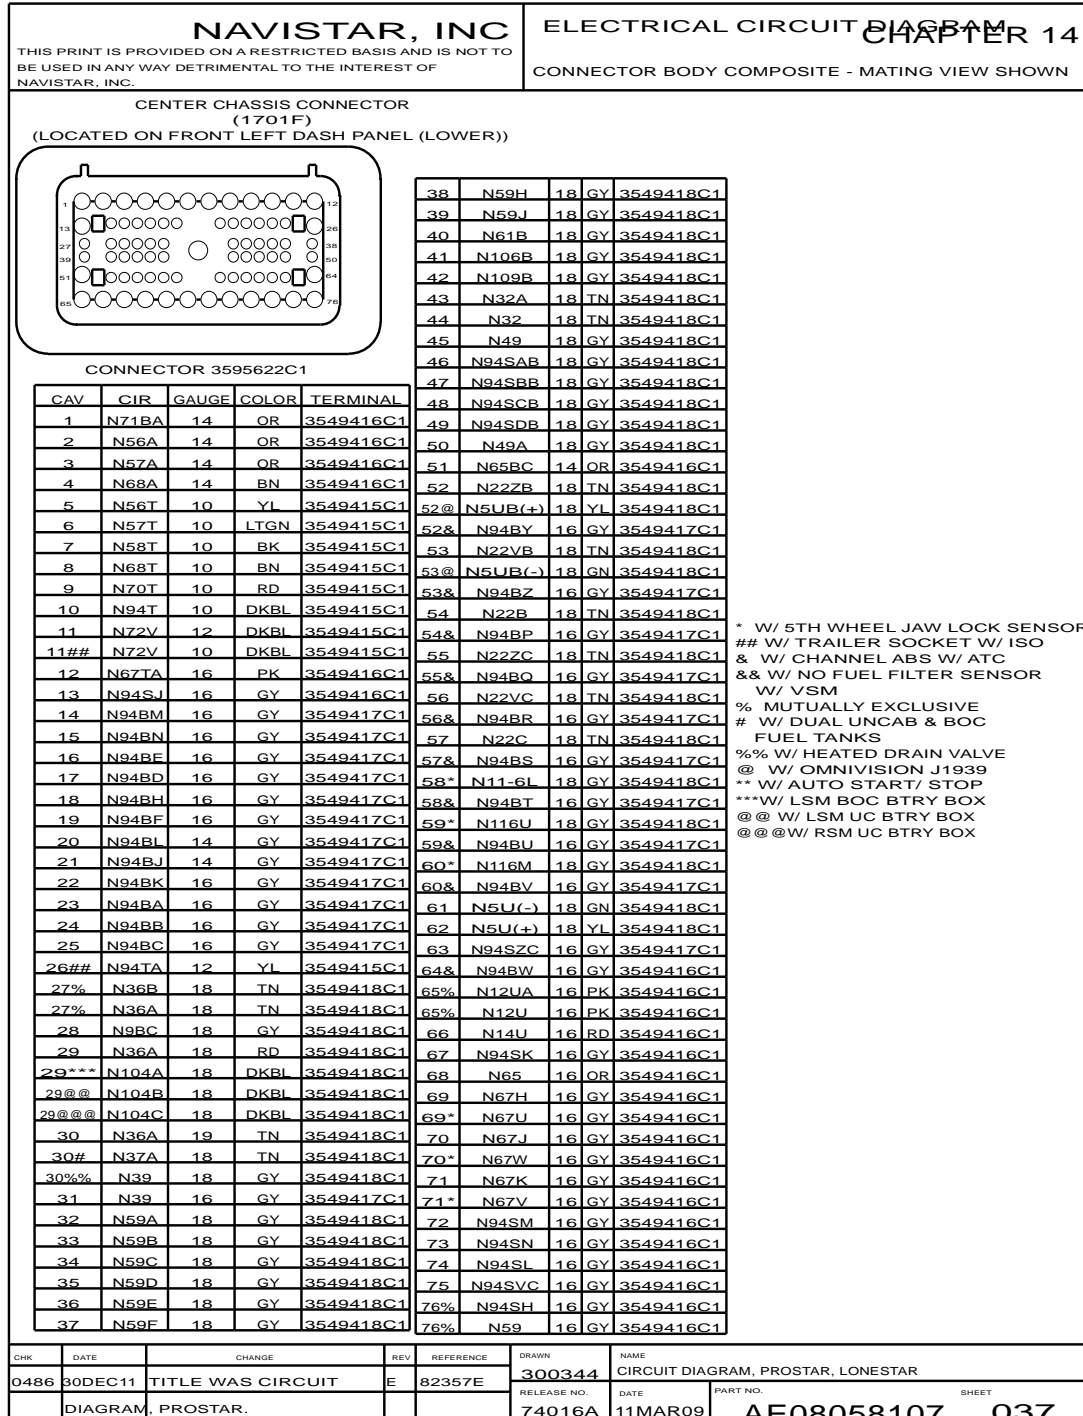 NAVISTAR, INC
THIS PRINT IS PROVIDED ON A RESTRICTED BASIS AND IS NOT TO
BE USED IN ANY WAY DETRIMENTAL TO THE INTEREST OF
NAVISTAR, INC.
ELECTRICAL CIRCUIT DIAGRAM
CHAPTER 14
CONNECTOR BODY COMPOSITE - MATING VIEW SHOWN
CENTER CHASSIS CONNECTOR
(1701F)
(LOCATED ON FRONT LEFT DASH PANEL (LOWER))
1 12
13 26
27 38
39 50
51 64
65 76
CONNECTOR 3595622C1
CAV CIR GAUGE COLOR TERMINAL
1 N71BA 14 OR 3549416C1
2 N56A 14 OR 3549416C1
3 N57A 14 OR 3549416C1
4 N68A 14 BN 3549416C1
5 N56T 10 YL 3549415C1
6 N57T 10 LTGN 3549415C1
7 N58T 10 BK 3549415C1
8 N68T 10 BN 3549415C1
9 N70T 10 RD 3549415C1
10 N94T 10 DKBL 3549415C1
11 N72V 12 DKBL 3549415C1
11## N72V 10 DKBL 3549415C1
12 N67TA 16 PK 3549416C1
13 N94SJ 16 GY 3549416C1
14 N94BM 16 GY 3549417C1
15 N94BN 16 GY 3549417C1
16 N94BE 16 GY 3549417C1
17 N94BD 16 GY 3549417C1
18 N94BH 16 GY 3549417C1
19 N94BF 16 GY 3549417C1
20 N94BL 14 GY 3549417C1
21 N94BJ 14 GY 3549417C1
22 N94BK 16 GY 3549417C1
23 N94BA 16 GY 3549417C1
24 N94BB 16 GY 3549417C1
25 N94BC 16 GY 3549417C1
26## N94TA 12 YL 3549415C1
27% N36B 18 TN 3549418C1
27% N36A 18 TN 3549418C1
28 N9BC 18 GY 3549418C1
29 N36A 18 RD 3549418C1
29*** N104A 18 DKBL 3549418C1
29@@ N104B 18 DKBL 3549418C1
29@@@ N104C 18 DKBL 3549418C1
30 N36A 19 TN 3549418C1
30# N37A 18 TN 3549418C1
30%% N39 18 GY 3549418C1
31 N39 16 GY 3549417C1
32 N59A 18 GY 3549418C1
33 N59B 18 GY 3549418C1
34 N59C 18 GY 3549418C1
35 N59D 18 GY 3549418C1
36 N59E 18 GY 3549418C1
37 N59F 18 GY 3549418C1
38 N59H 18 GY 3549418C1
39 N59J 18 GY 3549418C1
40 N61B 18 GY 3549418C1
41 N106B 18 GY 3549418C1
42 N109B 18 GY 3549418C1
43 N32A 18 TN 3549418C1
44 N32 18 TN 3549418C1
45 N49 18 GY 3549418C1
46 N94SAB 18 GY 3549418C1
47 N94SBB 18 GY 3549418C1
48 N94SCB 18 GY 3549418C1
49 N94SDB 18 GY 3549418C1
50 N49A 18 GY 3549418C1
51 N65BC 14 OR 3549416C1
52 N22ZB 18 TN 3549418C1
52@ N5UB(+) 18 YL 3549418C1
52& N94BY 16 GY 3549417C1
53 N22VB 18 TN 3549418C1
53@ N5UB(-) 18 GN 3549418C1
53& N94BZ 16 GY 3549417C1
54 N22B 18 TN 3549418C1
54& N94BP 16 GY 3549417C1
55 N22ZC 18 TN 3549418C1
55& N94BQ 16 GY 3549417C1
56 N22VC 18 TN 3549418C1
56& N94BR 16 GY 3549417C1
57 N22C 18 TN 3549418C1
57& N94BS 16 GY 3549417C1
58* N11-6L 18 GY 3549418C1
58& N94BT 16 GY 3549417C1
59* N116U 18 GY 3549418C1
59& N94BU 16 GY 3549417C1
60* N116M 18 GY 3549418C1
60& N94BV 16 GY 3549417C1
61 N5U(-) 18 GN 3549418C1
62 N5U(+) 18 YL 3549418C1
63 N94SZC 16 GY 3549417C1
64& N94BW 16 GY 3549416C1
65% N12UA 16 PK 3549416C1
65% N12U 16 PK 3549416C1
66 N14U 16 RD 3549416C1
67 N94SK 16 GY 3549416C1
68 N65 16 OR 3549416C1
69 N67H 16 GY 3549416C1
69* N67U 16 GY 3549416C1
70 N67J 16 GY 3549416C1
70* N67W 16 GY 3549416C1
71 N67K 16 GY 3549416C1
71* N67V 16 GY 3549416C1
72 N94SM 16 GY 3549416C1
73 N94SN 16 GY 3549416C1
74 N94SL 16 GY 3549416C1
75 N94SVC 16 GY 3549416C1
76% N94SH 16 GY 3549416C1
76% N59 16 GY 3549416C1
* W/ 5TH WHEEL JAW LOCK SENSOR
## W/ TRAILER SOCKET W/ ISO
& W/ CHANNEL ABS W/ ATC
&& W/ NO FUEL FILTER SENSOR
W/ VSM
% MUTUALLY EXCLUSIVE
# W/ DUAL UNCAB & BOC
FUEL TANKS
%% W/ HEATED DRAIN VALVE
@ W/ OMNIVISION J1939
** W/ AUTO START/ STOP
***W/ LSM BOC BTRY BOX
@@ W/ LSM UC BTRY BOX
@@@W/ RSM UC BTRY BOX
CHK DATE CHANGE REV REFERENCE
0486 30DEC11 TITLE WAS CIRCUIT E 82357E
DIAGRAM, PROSTAR.
DRAWN
300344
NAME
CIRCUIT DIAGRAM, PROSTAR, LONESTAR
RELEASE NO.
74016A
DATE
11MAR09
PART NO.
AE08058107
SHEET
037